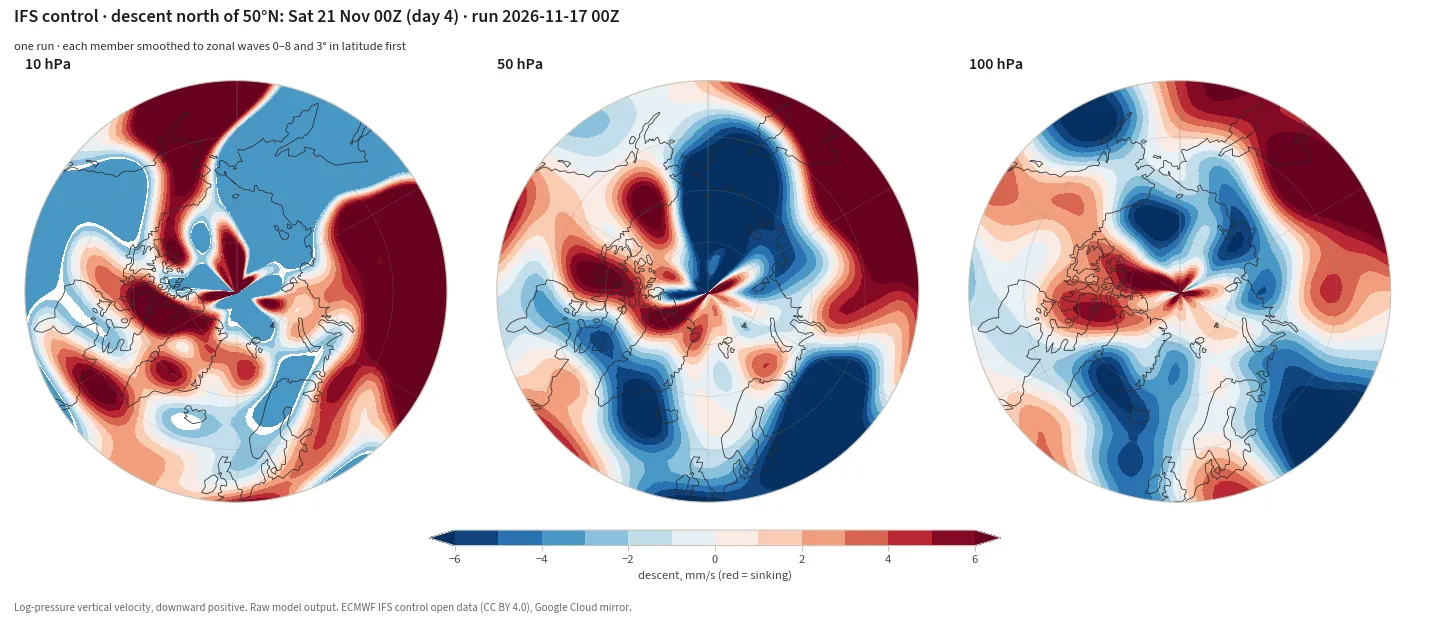 IFS control · descent north of 50°N: Sat 21 Nov 00Z (day 4) · run 2026-11-17 00Z
one run · each member smoothed to zonal waves 0–8 and 3° in latitude first
10 hPa
50 hPa
100 hPa
−6
−4
−2
0
2
4
6
descent, mm/s (red = sinking)
Log-pressure vertical velocity, downward positive. Raw model output. ECMWF IFS control open data (CC BY 4.0), Google Cloud mirror.